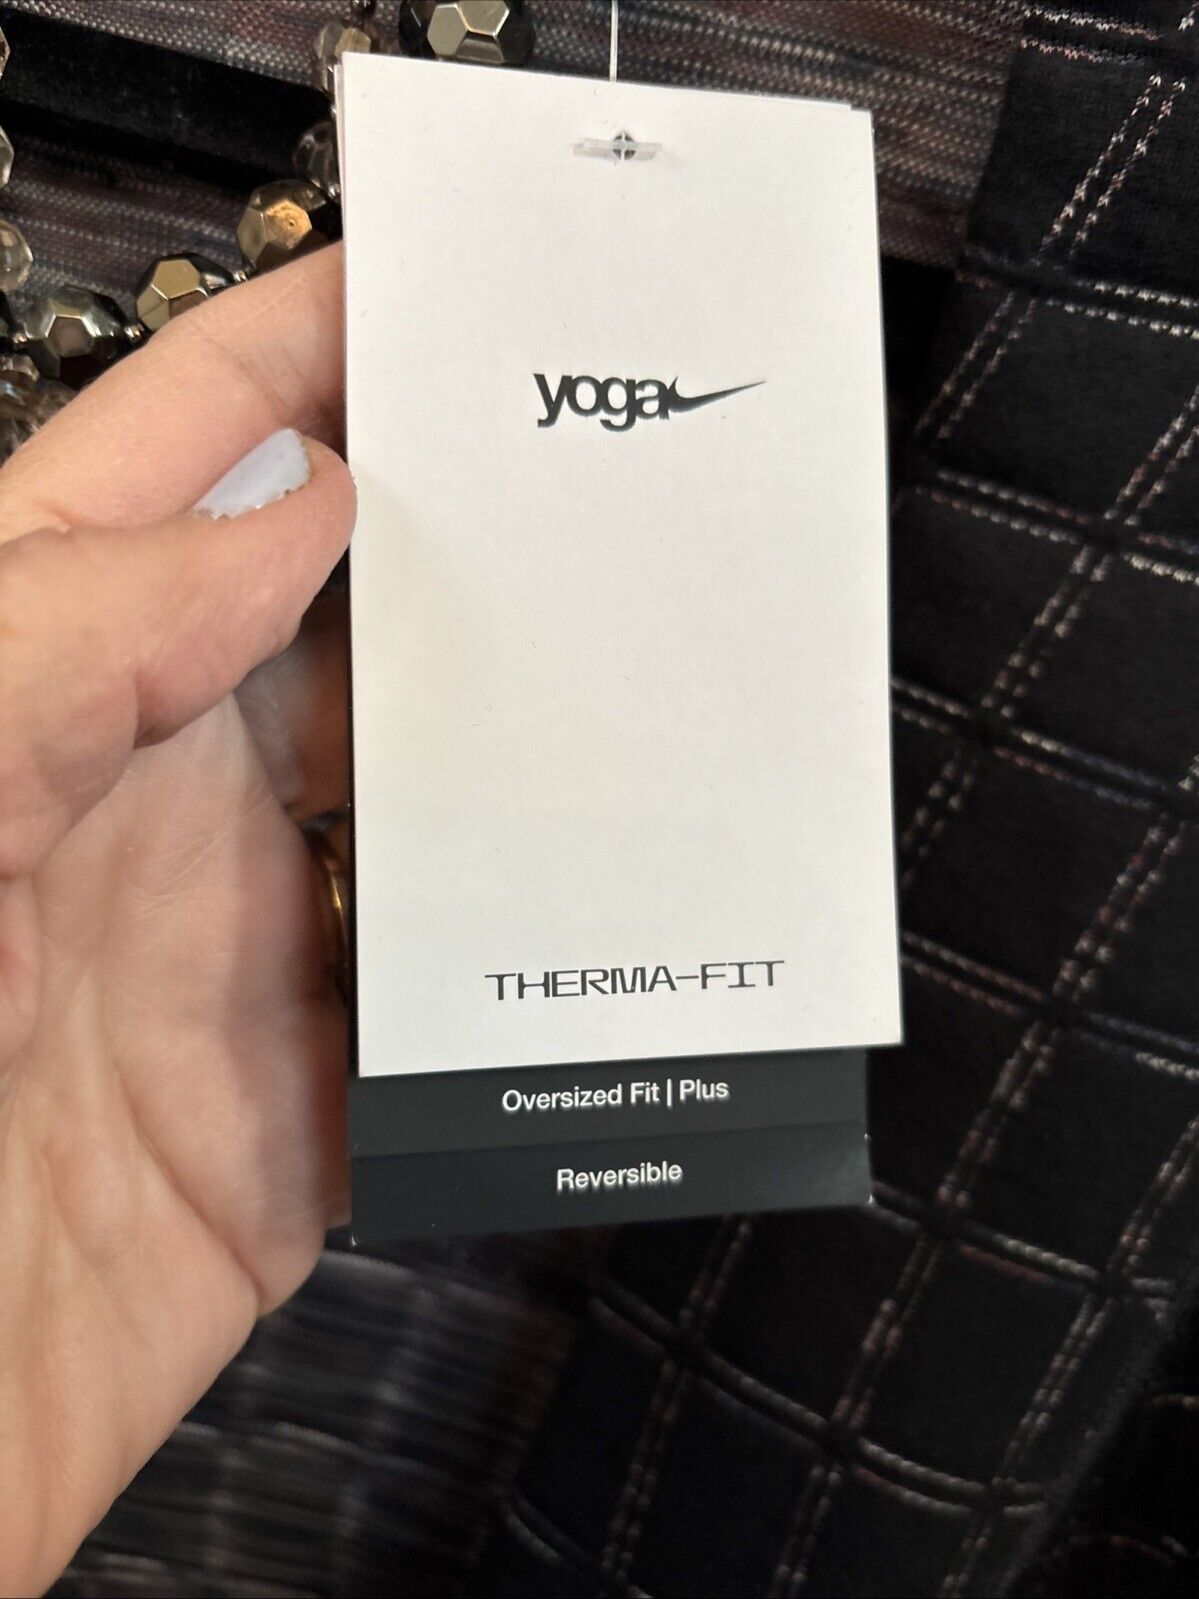 yoga
THERMA-FIT
Oversized Fit | Plus
Reversible